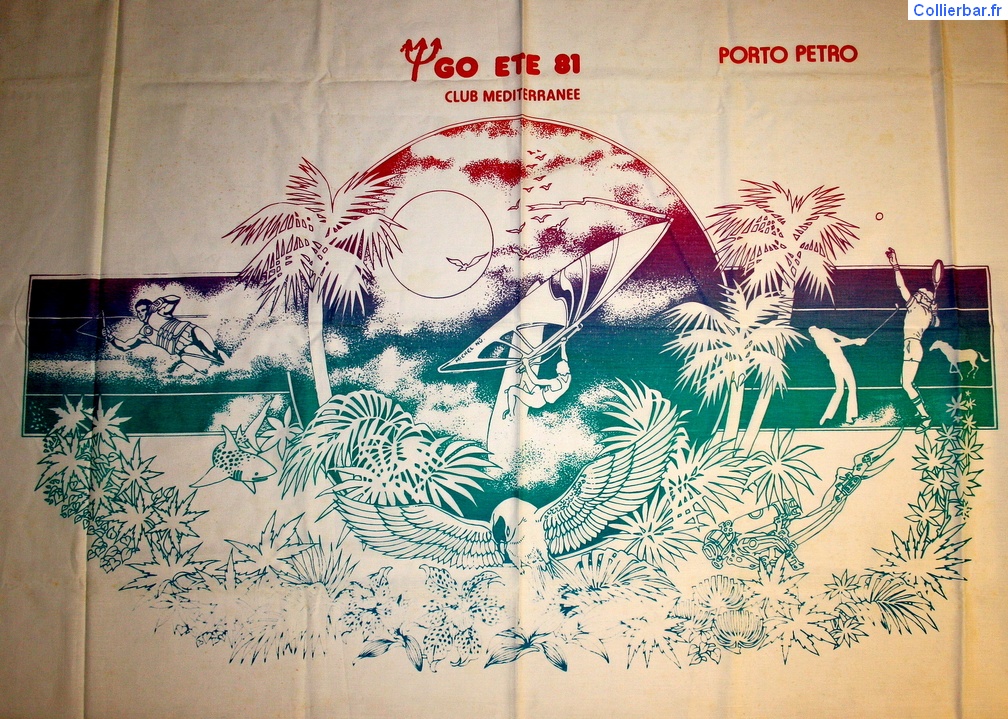 Collierbar.fr
GO ETE 81
PORTO PETRO
CLUB MEDITERRANEE